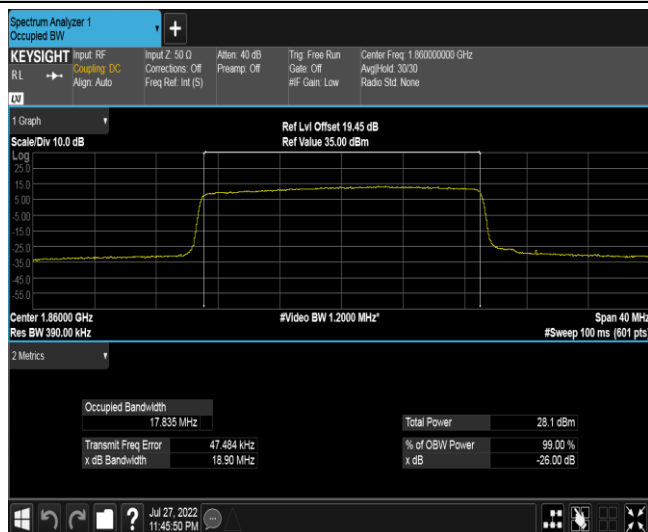 Spectrum Analyzer 1
Occupied BW
KEYSIGHT
RL
LXI
Input: RF
Coupling: DC
Align: Auto
Input Z: 50 Ω
Corrections: Off
Freq Ref: Int (S)
Atten: 40 dB
Preamp: Off
Trig: Free Run
Gate: Off
#IF Gain: Low
Center Freq: 1.860000000 GHz
Avg|Hold: 30/30
Radio Std: None
1 Graph
Scale/Div 10.0 dB
Ref Lvl Offset 19.45 dB
Ref Value 35.00 dBm
Log
25.0
15.0
5.00
-5.00
-15.0
-25.0
-35.0
-45.0
-55.0
Center 1.86000 GHz
Res BW 390.00 kHz
#Video BW 1.2000 MHz*
Span 40 MHz
#Sweep 100 ms (601 pts)
2 Metrics
Occupied Bandwidth
17.835 MHz
Transmit Freq Error 47.484 kHz
x dB Bandwidth 18.90 MHz
Total Power 28.1 dBm
% of OBW Power 99.00 %
x dB -26.00 dB
?
Jul 27, 2022
11:45:50 PM